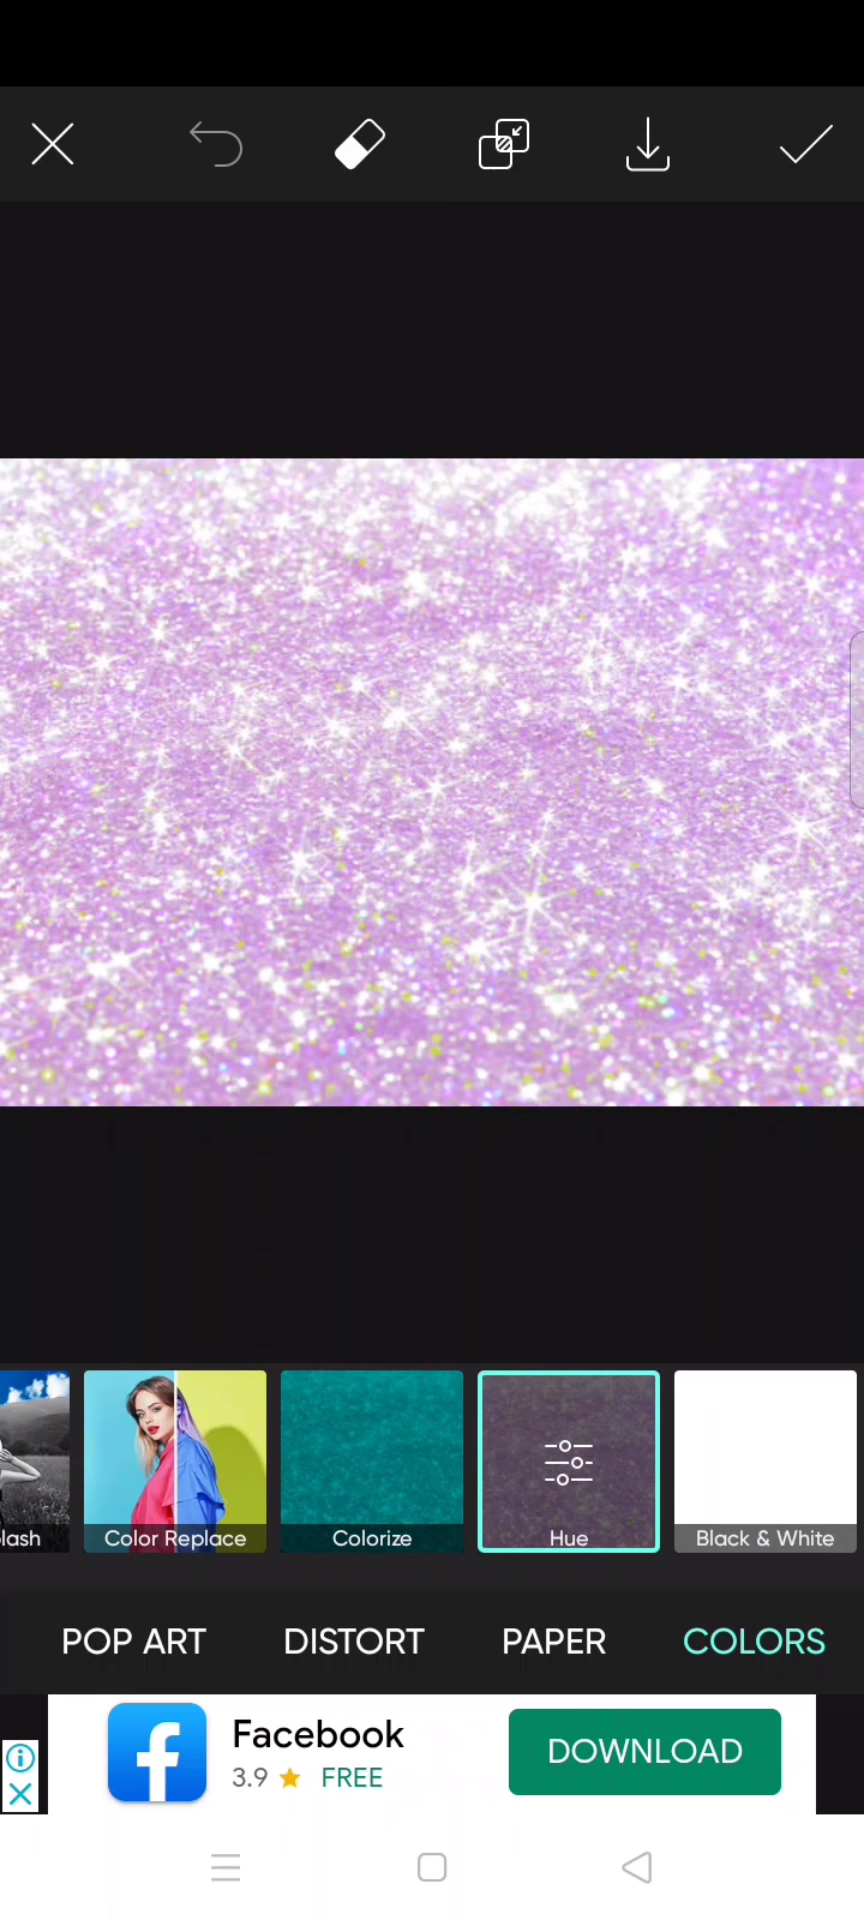 lash
Color Replace
Colorize
Hue
Black & White
POP ART
DISTORT
PAPER
COLORS
Facebook
3.9 ★ FREE
DOWNLOAD